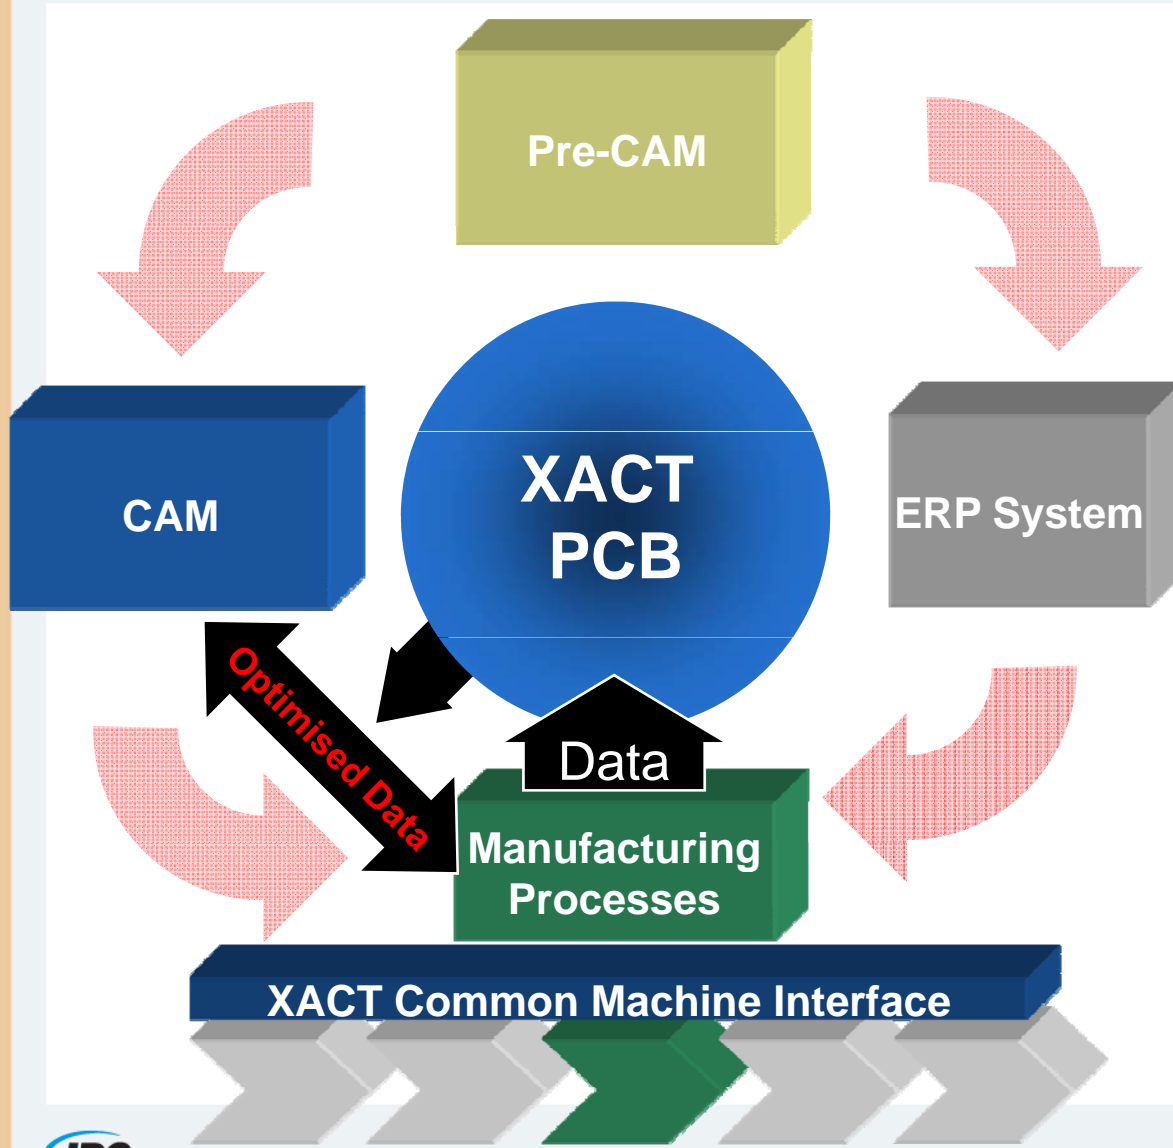 Pre-CAM
CAM
XACT
PCB
ERP System
Optimised Data
Data
Manufacturing
Processes
XACT Common Machine Interface